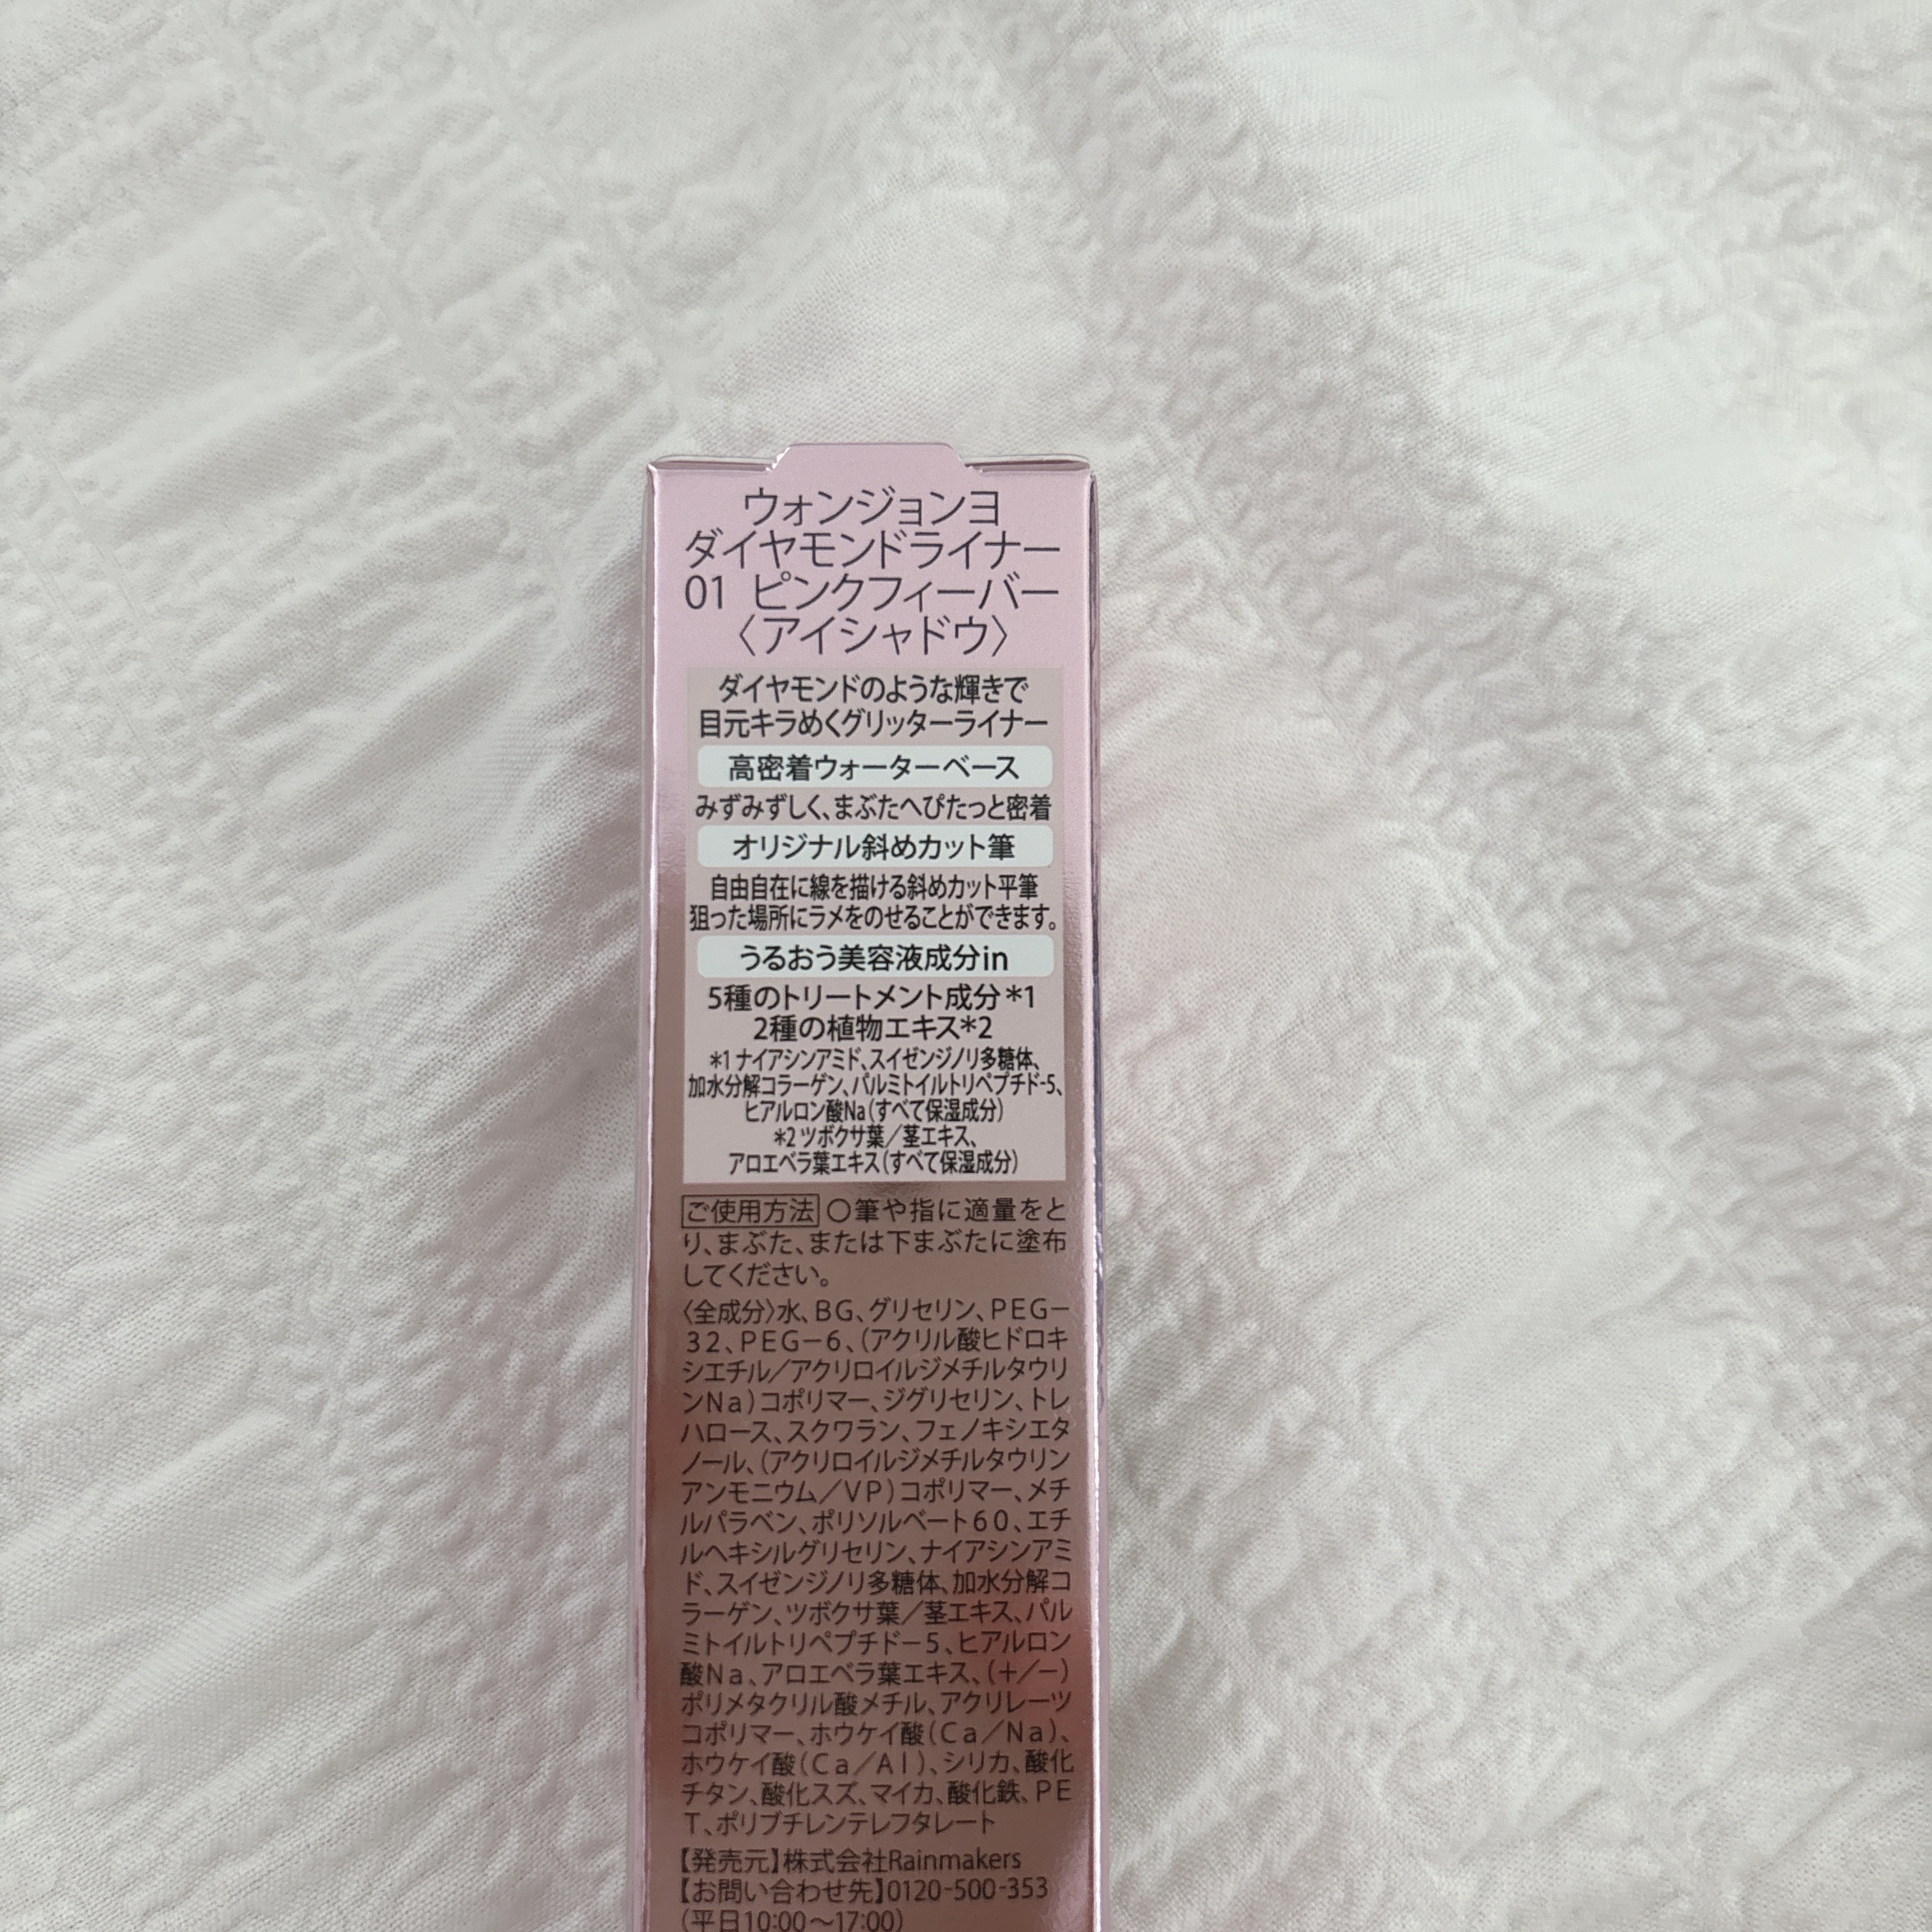 ウォンジョンヨ
ダイヤモンドライナー
01 ピンクフィーバー
〈アイシャドウ〉
ダイヤモンドのような輝きで
目元キラめくグリッターライナー
高密着ウォーターベース
みずみずしく、まぶたへぴたっと密着
オリジナル斜めカット筆
自由自在に線を描ける斜めカット平筆
狙った場所にラメをのせることができます。
うるおう美容液成分in
5種のトリートメント成分*1
2種の植物エキス*2
*1 ナイアシンアミド、スイゼンジノリ多糖体、
加水分解コラーゲン、パルミトイルトリペプチド-5、
ヒアルロン酸Na(すべて保湿成分)
*2 ツボクサ葉/茎エキス、
アロエベラ葉エキス(すべて保湿成分)
ご使用方法 〇筆や指に適量をと
り、まぶた、または下まぶたに塗布
してください。
〈全成分〉水、BG、グリセリン、PEG-
32、PEG-6、(アクリル酸ヒドロキ
シエチル/アクリロイルジメチルタウリ
ンNa)コポリマー、ジグリセリン、トレ
ハロース、スクワラン、フェノキシエタ
ノール、(アクリロイルジメチルタウリン
アンモニウム/VP)コポリマー、メチ
ルパラベン、ポリソルベート60、エチ
ルヘキシルグリセリン、ナイアシンアミ
ド、スイゼンジノリ多糖体、加水分解コ
ラーゲン、ツボクサ葉/茎エキス、パル
ミトイルトリペプチド-5、ヒアルロン
酸Na、アロエベラ葉エキス、(+/-)
ポリメタクリル酸メチル、アクリレーツ
コポリマー、ホウケイ酸(Ca/Na)、
ホウケイ酸(Ca/Al)、シリカ、酸化
チタン、酸化スズ、マイカ、酸化鉄、PE
T、ポリブチレンテレフタレート
【発売元】株式会社Rainmakers
【お問い合わせ先】0120-500-353
(平日10:00〜17:00)